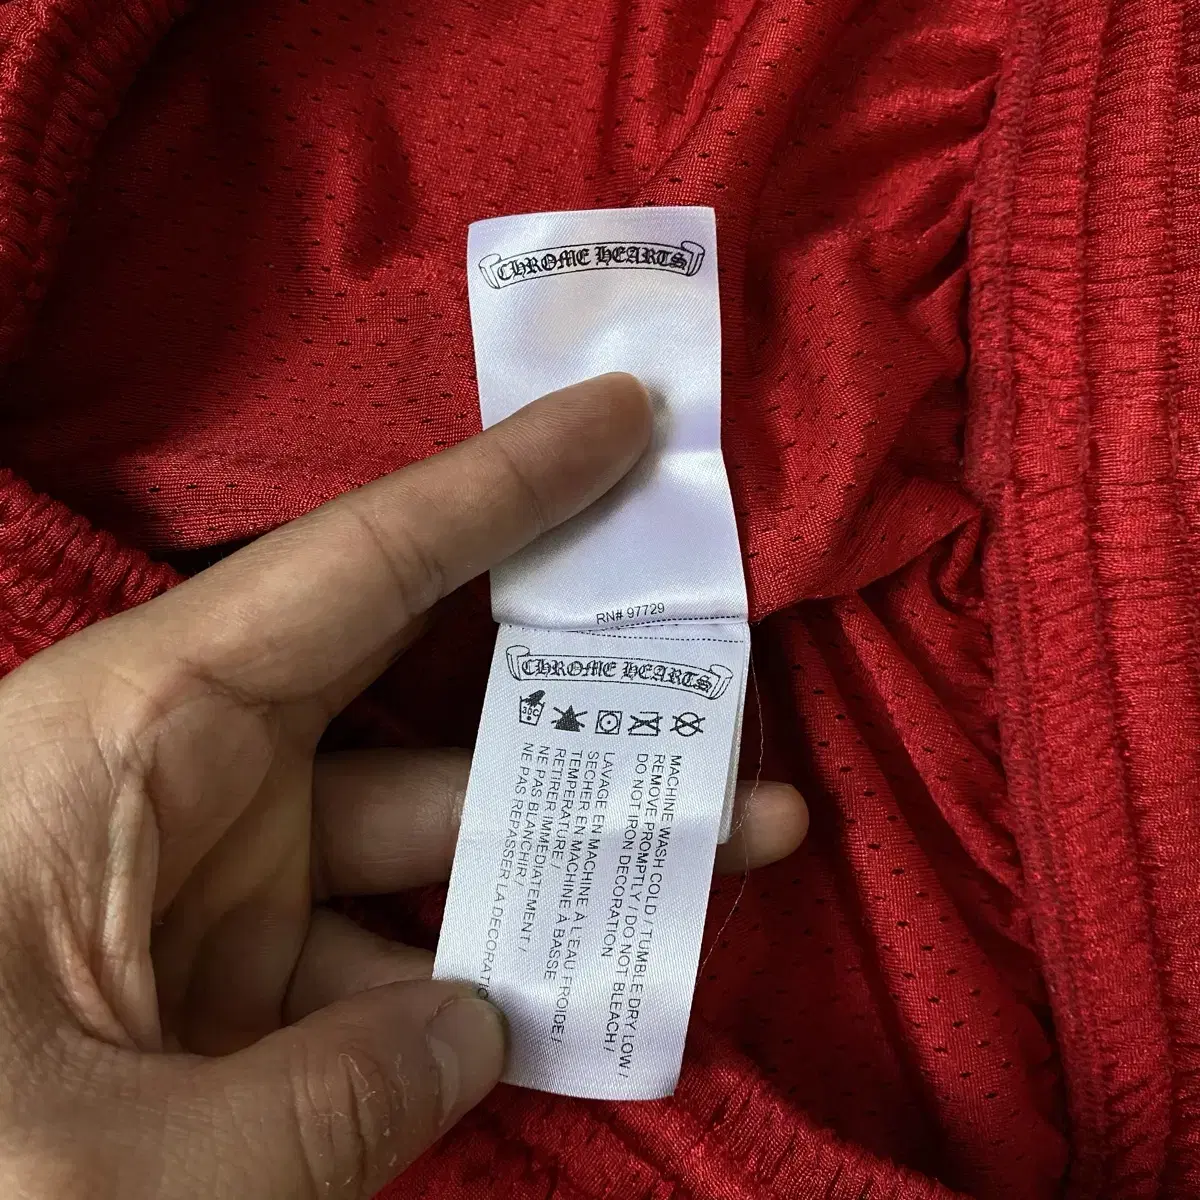 CHROME HEARTS
RN# 97729
CHROME HEARTS
30C
MACHINE WASH COLD / TUMBLE DRY LOW /
REMOVE PROMPTLY / DO NOT BLEACH /
DO NOT IRON DECORATION
LAVAGE EN MACHINE À L'EAU FROIDE /
SECHER EN MACHINE À BASSE
TEMPERATURE /
RETIRER IMMEDIATEMENT /
NE PAS BLANCHIR /
NE PAS REPASSER LA DECORATIO